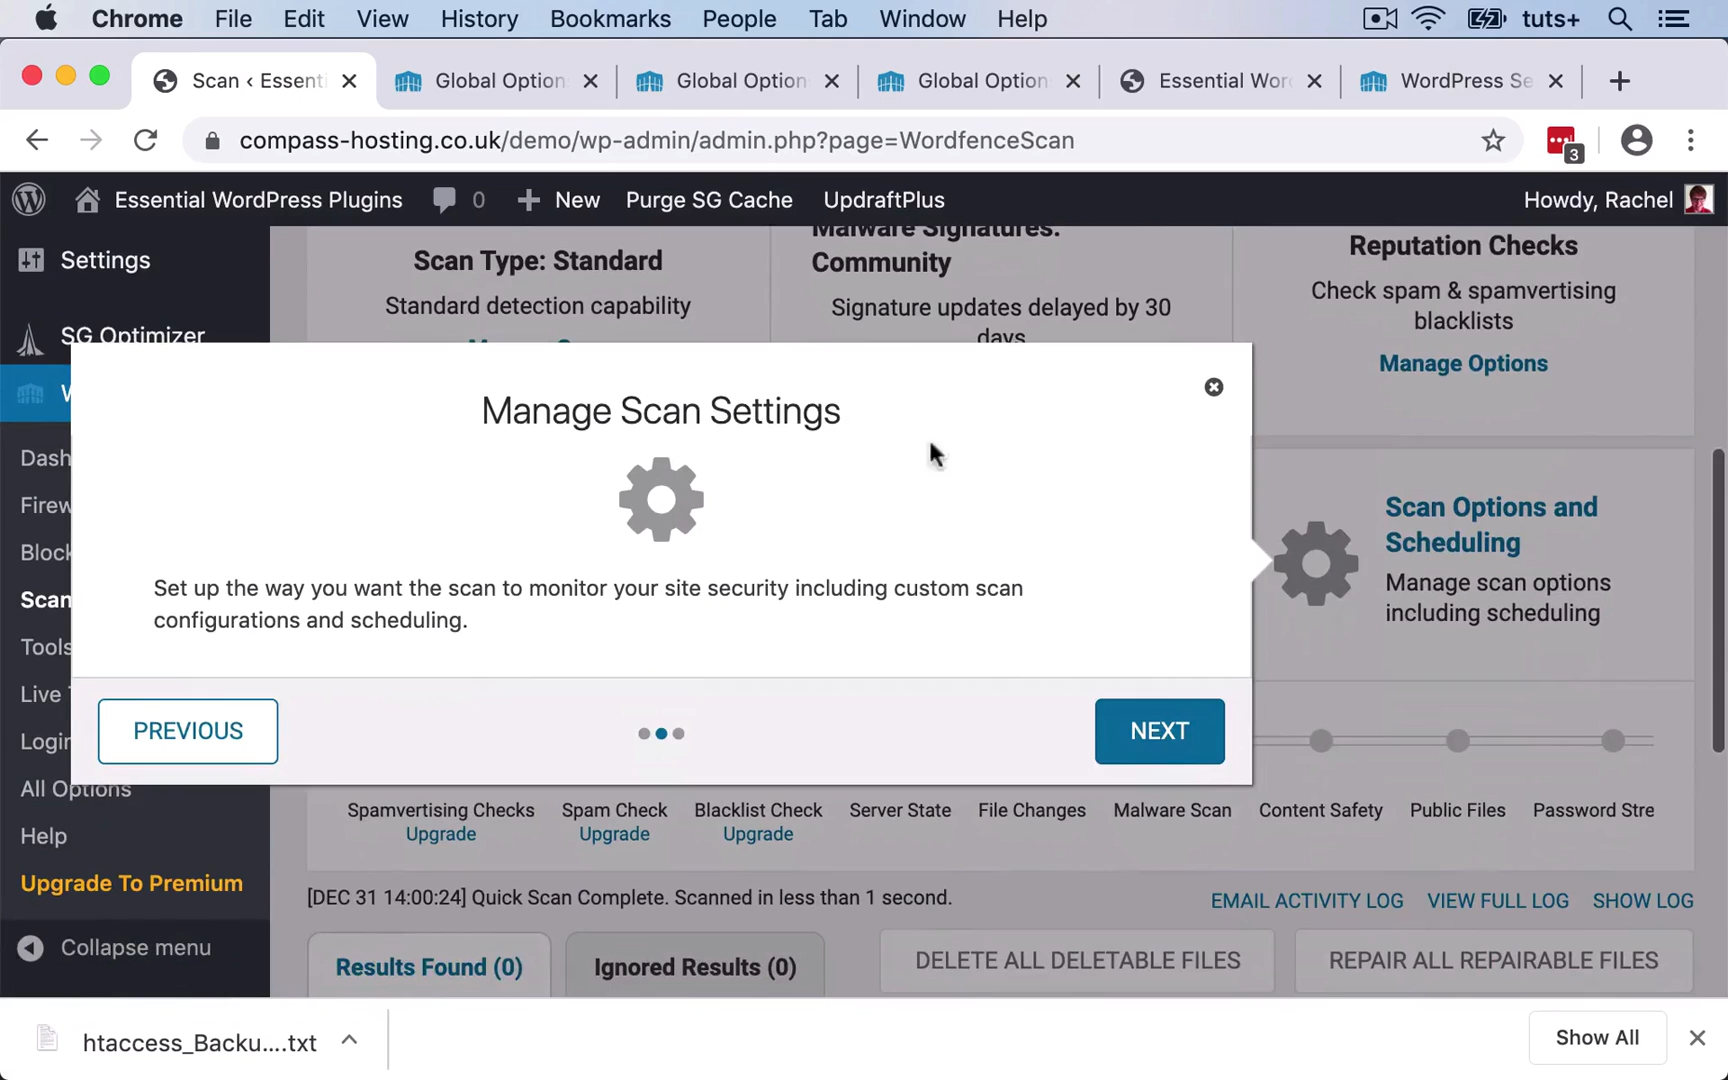 Chrome File Edit View History Bookmarks People Tab Window Help tuts+
Scan ‹ Essenti Global Option Global Option Global Option Essential Wor WordPress Se
compass-hosting.co.uk/demo/wp-admin/admin.php?page=WordfenceScan
3
Essential WordPress Plugins 0 New Purge SG Cache UpdraftPlus Howdy, Rachel
Settings
SG Optimizer
W
Dash
Firew
Block
Scan
Tools
Live T
Login
All Options
Help
Upgrade To Premium
Collapse menu
Scan Type: Standard
Standard detection capability
Malware Signatures:
Community
Signature updates delayed by 30
days
Reputation Checks
Check spam & spamvertising
blacklists
Manage Options
Manage Scan Settings
Set up the way you want the scan to monitor your site security including custom scan
configurations and scheduling.
PREVIOUS NEXT
Scan Options and
Scheduling
Manage scan options
including scheduling
Spamvertising Checks Spam Check Blacklist Check Server State File Changes Malware Scan Content Safety Public Files Password Stre
Upgrade Upgrade Upgrade
[DEC 31 14:00:24] Quick Scan Complete. Scanned in less than 1 second.
EMAIL ACTIVITY LOG VIEW FULL LOG SHOW LOG
Results Found (0) Ignored Results (0) DELETE ALL DELETABLE FILES REPAIR ALL REPAIRABLE FILES
htaccess_Backu....txt Show All